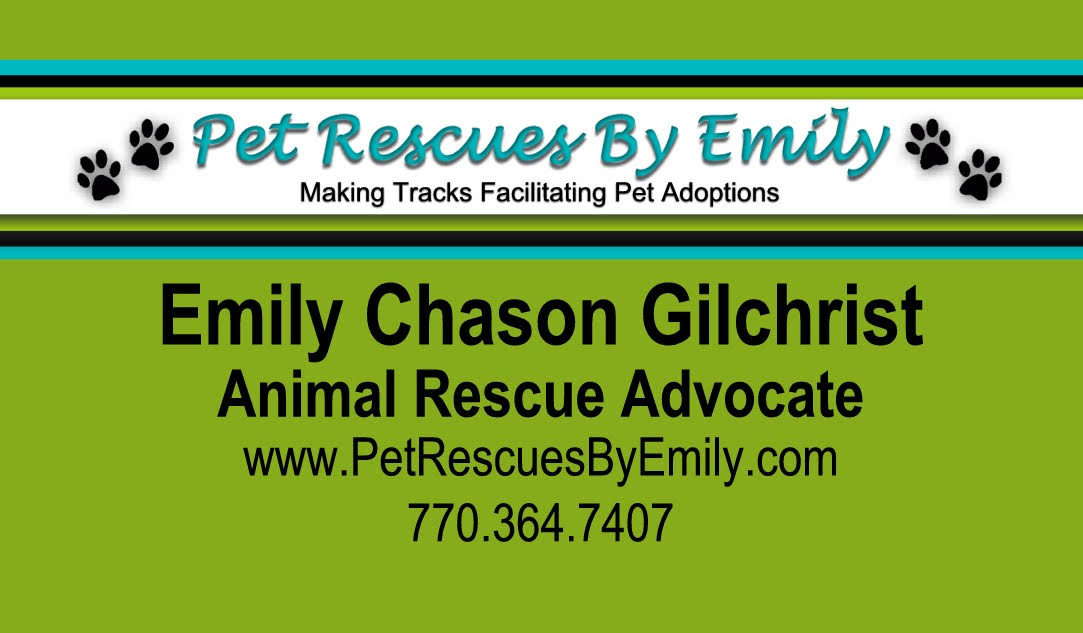 Pet Rescues By Emily
Making Tracks Facilitating Pet Adoptions
Emily Chason Gilchrist
Animal Rescue Advocate
www.PetRescuesByEmily.com
770.364.7407